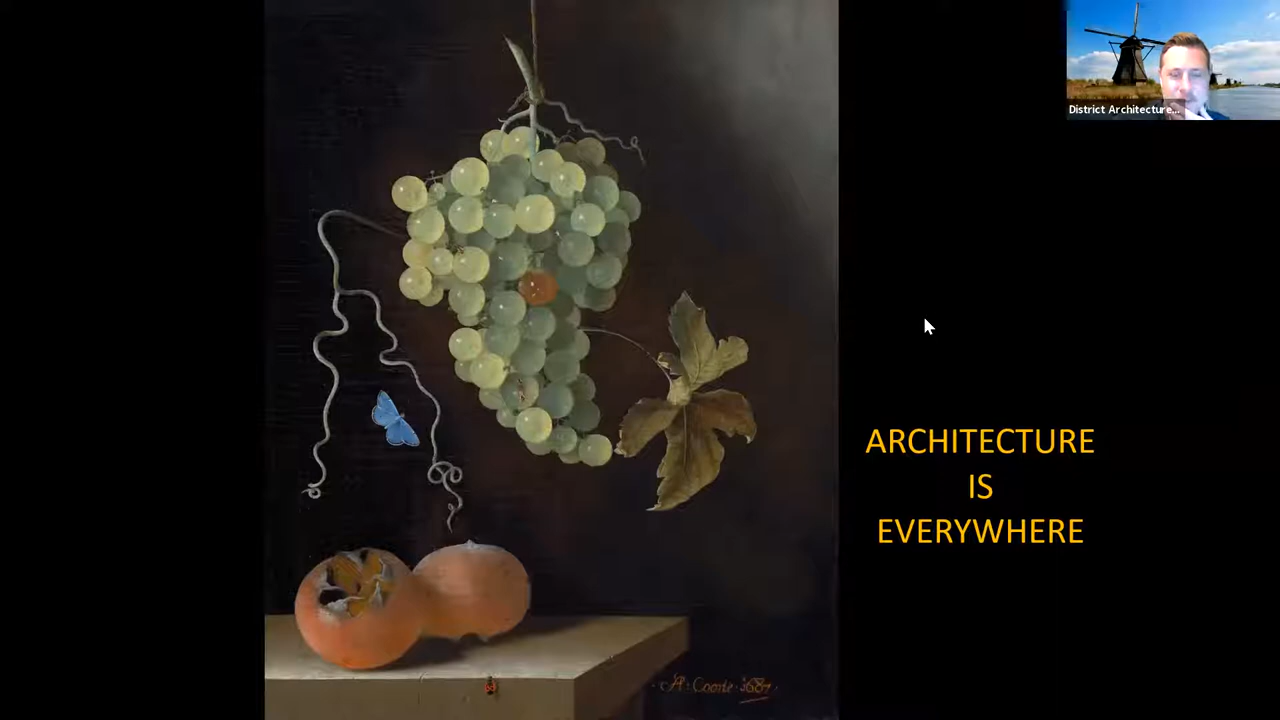 District Architecture...
ARCHITECTURE
IS
EVERYWHERE
A: Coorte · 1687 ·